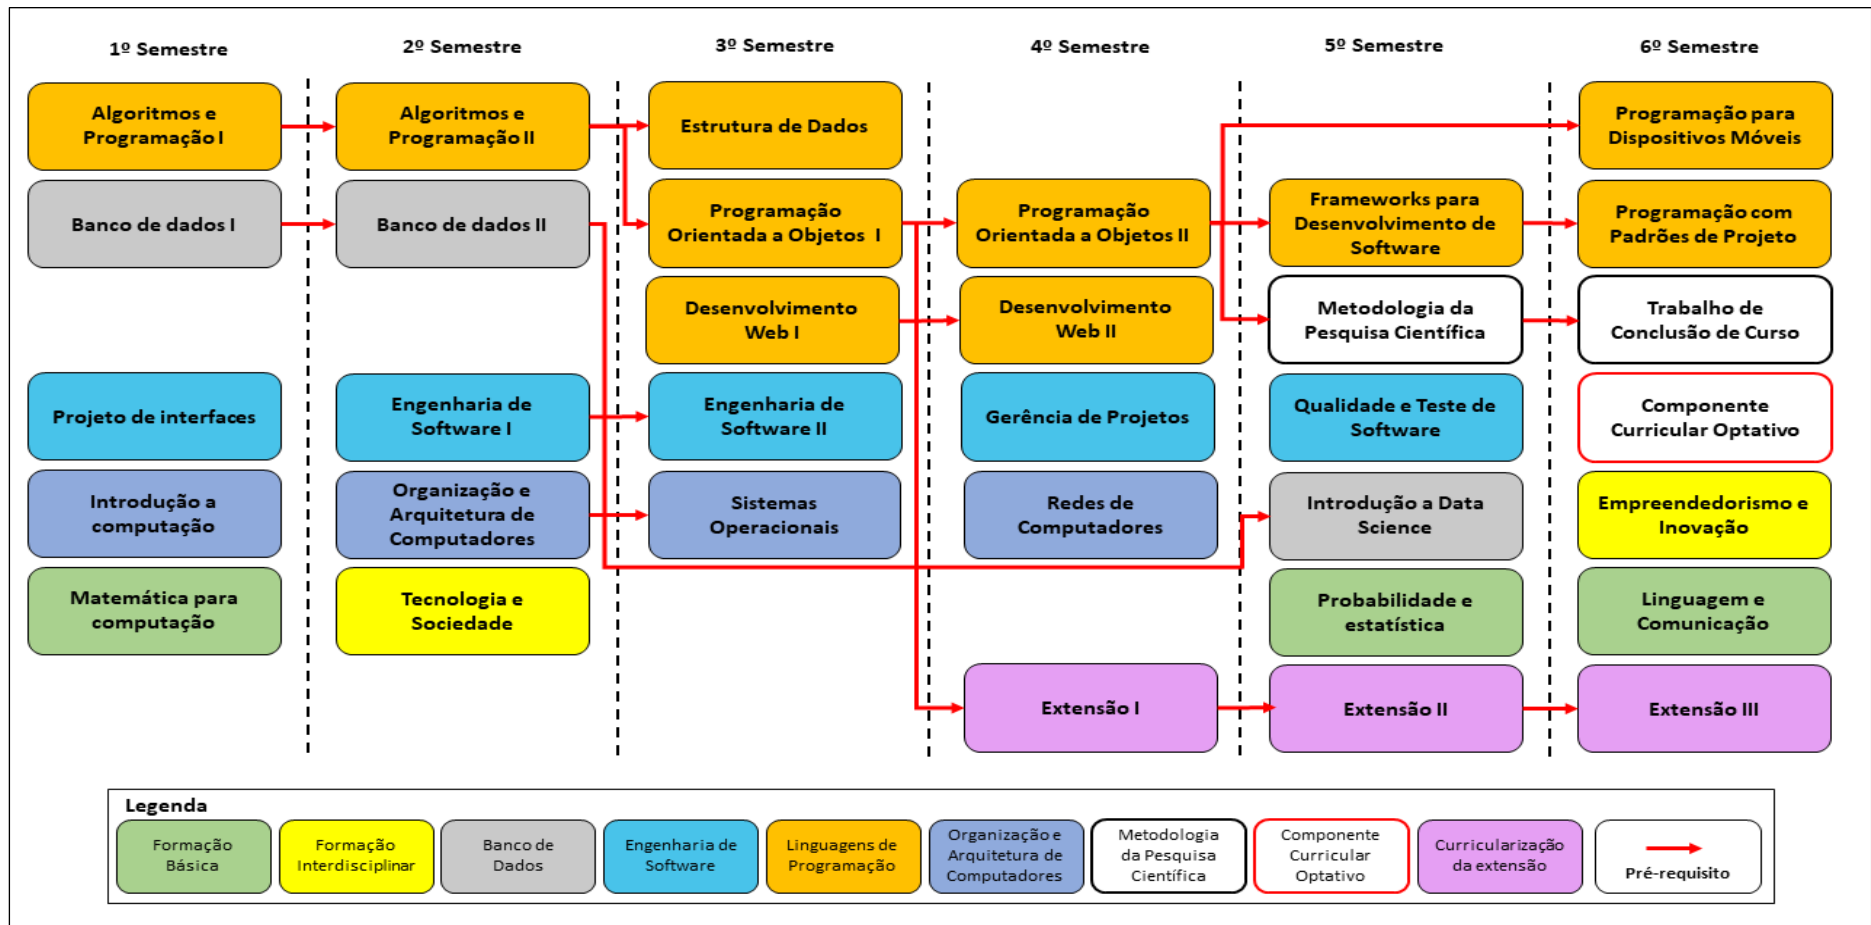 1º Semestre
2º Semestre
3º Semestre
4º Semestre
5º Semestre
6º Semestre
Algoritmos e
Programação I
Algoritmos e
Programação II
Estrutura de Dados
Programação para
Dispositivos Móveis
Banco de dados I
Banco de dados II
Programação
Orientada a Objetos I
Programação
Orientada a Objetos II
Frameworks para
Desenvolvimento de
Software
Programação com
Padrões de Projeto
Desenvolvimento
Web I
Desenvolvimento
Web II
Metodologia da
Pesquisa Científica
Trabalho de
Conclusão de Curso
Projeto de interfaces
Engenharia de
Software I
Engenharia de
Software II
Gerência de Projetos
Qualidade e Teste de
Software
Componente
Curricular Optativo
Introdução a
computação
Organização e
Arquitetura de
Computadores
Sistemas
Operacionais
Redes de
Computadores
Introdução a Data
Science
Empreendedorismo e
Inovação
Matemática para
computação
Tecnologia e
Sociedade
Probabilidade e
estatística
Linguagem e
Comunicação
Extensão I
Extensão II
Extensão III
Legenda
Formação
Básica
Formação
Interdisciplinar
Banco de
Dados
Engenharia de
Software
Linguagens de
Programação
Organização e
Arquitetura de
Computadores
Metodologia
da Pesquisa
Científica
Componente
Curricular
Optativo
Curricularização
da extensão
Pré-requisito